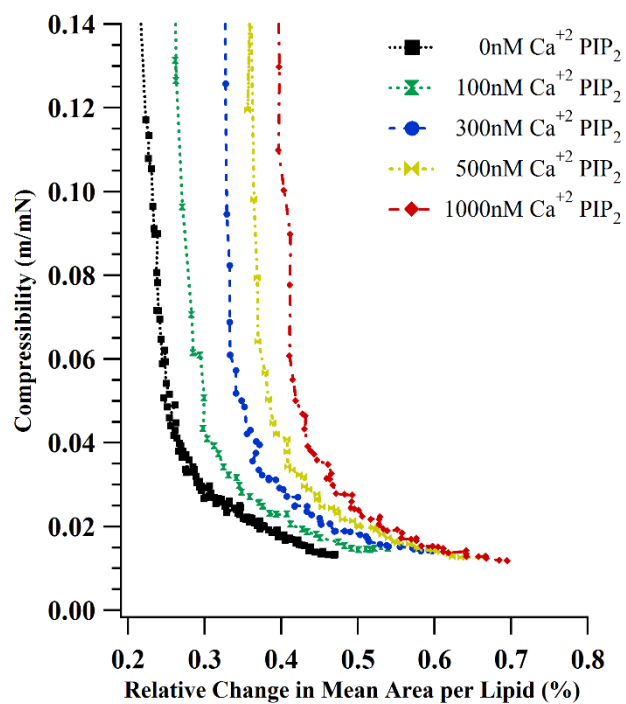 0.14
0.12
0.10
0.08
0.06
0.04
0.02
0.00
Compressibility (m/mN)
0nM Ca⁺² PIP₂
100nM Ca⁺² PIP₂
300nM Ca⁺² PIP₂
500nM Ca⁺² PIP₂
1000nM Ca⁺² PIP₂
0.2 0.3 0.4 0.5 0.6 0.7 0.8
Relative Change in Mean Area per Lipid (%)